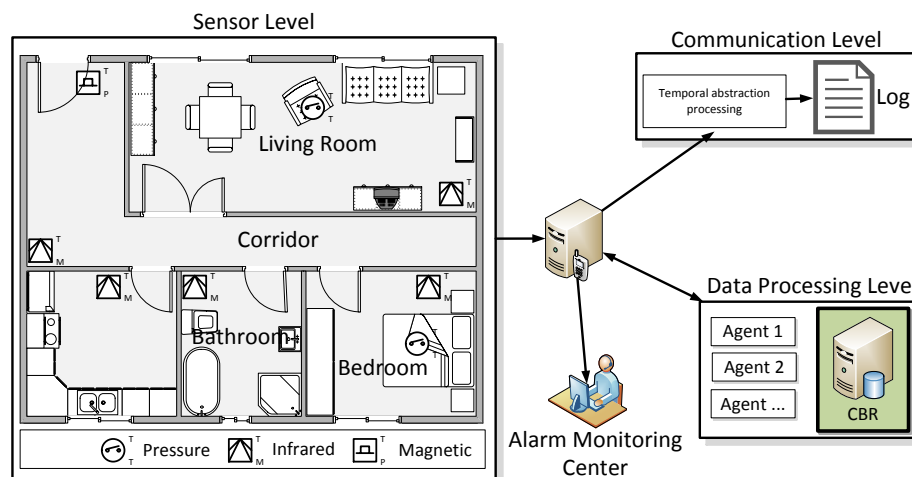 Sensor Level
T
P
T
T
Living Room
T
M
Corridor
T
M
T
M
T
M
T
M
Bathroom
T
T
Bedroom
T
T
Pressure
T
M
Infrared
T
P
Magnetic
Communication Level
Temporal abstraction
processing
Log
Alarm Monitoring
Center
Data Processing Level
Agent 1
Agent 2
Agent ...
CBR